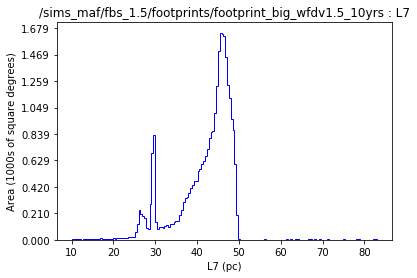 /sims_maf/fbs_1.5/footprints/footprint_big_wfdv1.5_10yrs : L7
1.679
1.469
1.259
1.049
0.839
0.629
0.420
0.210
0.000
Area (1000s of square degrees)
10 20 30 40 50 60 70 80
L7 (pc)